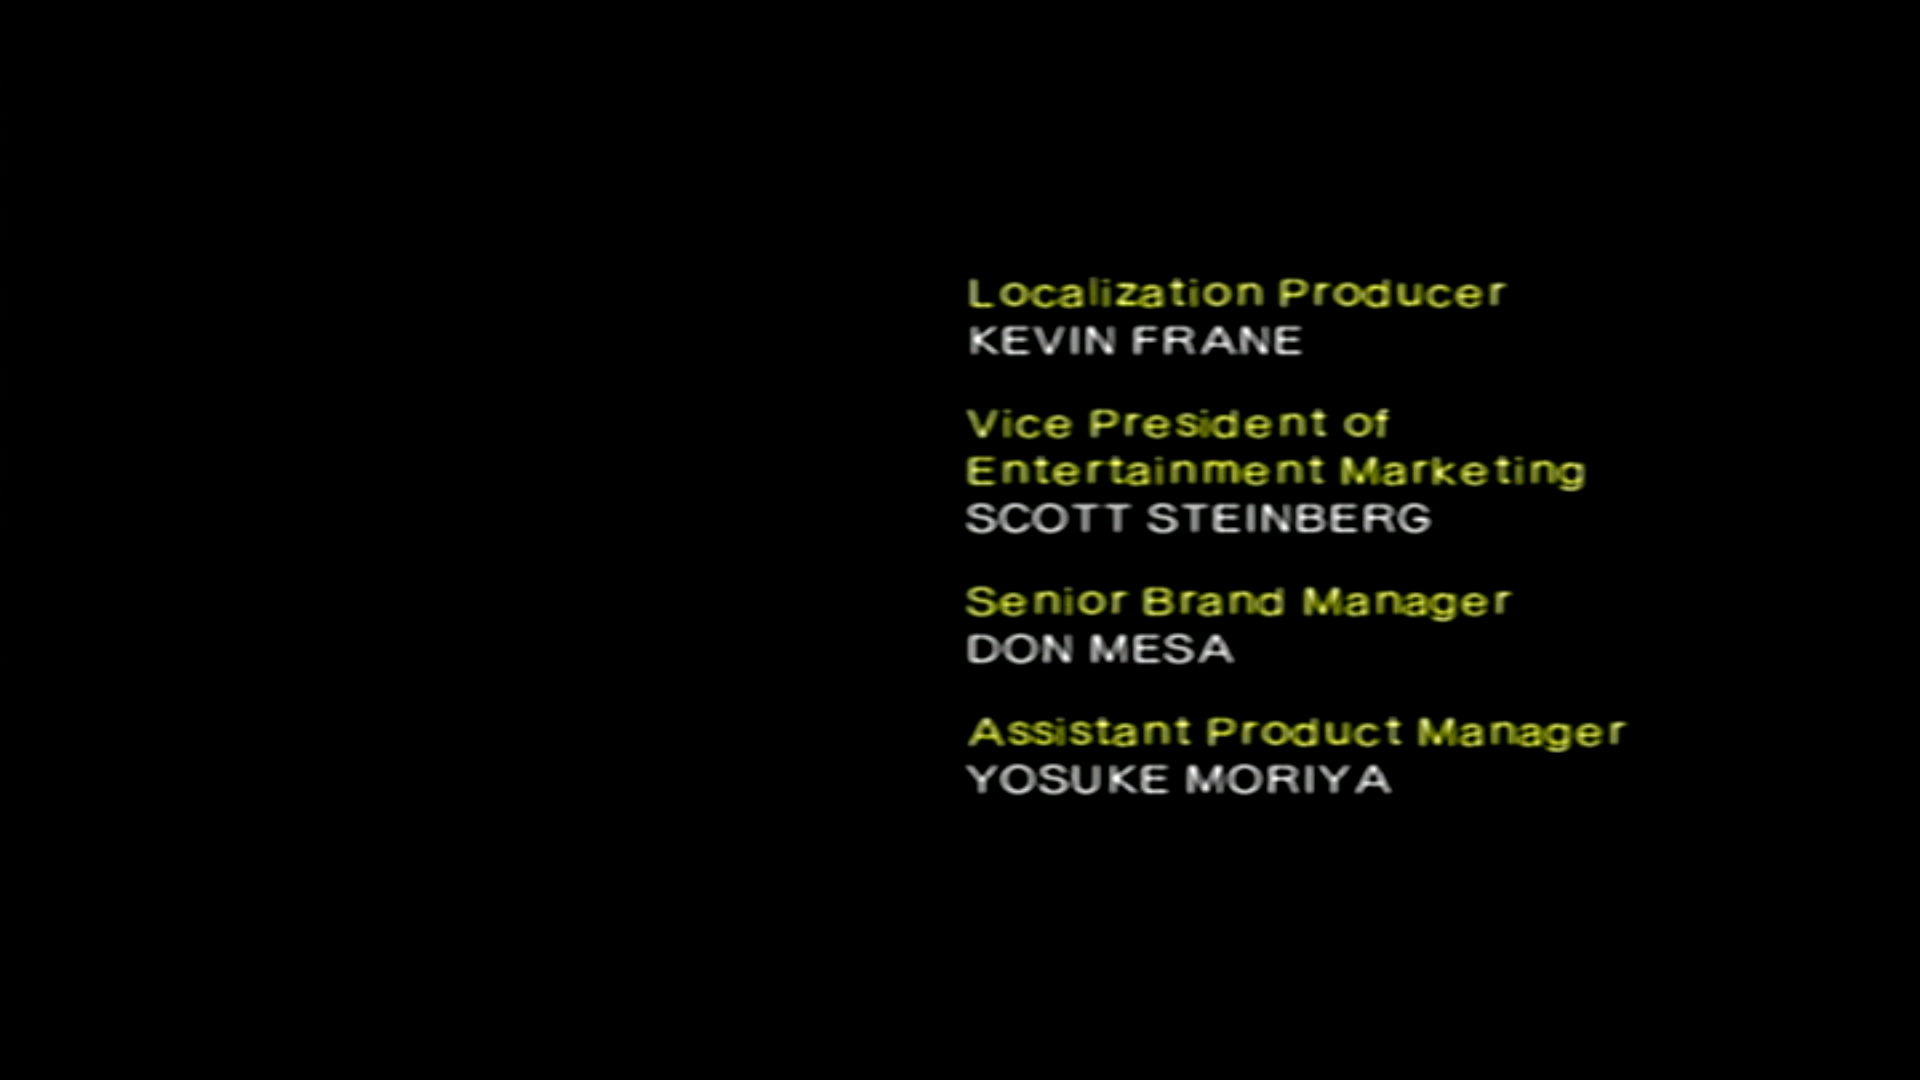 Localization Producer
KEVIN FRANE
Vice President of
Entertainment Marketing
SCOTT STEINBERG
Senior Brand Manager
DON MESA
Assistant Product Manager
YOSUKE MORIYA